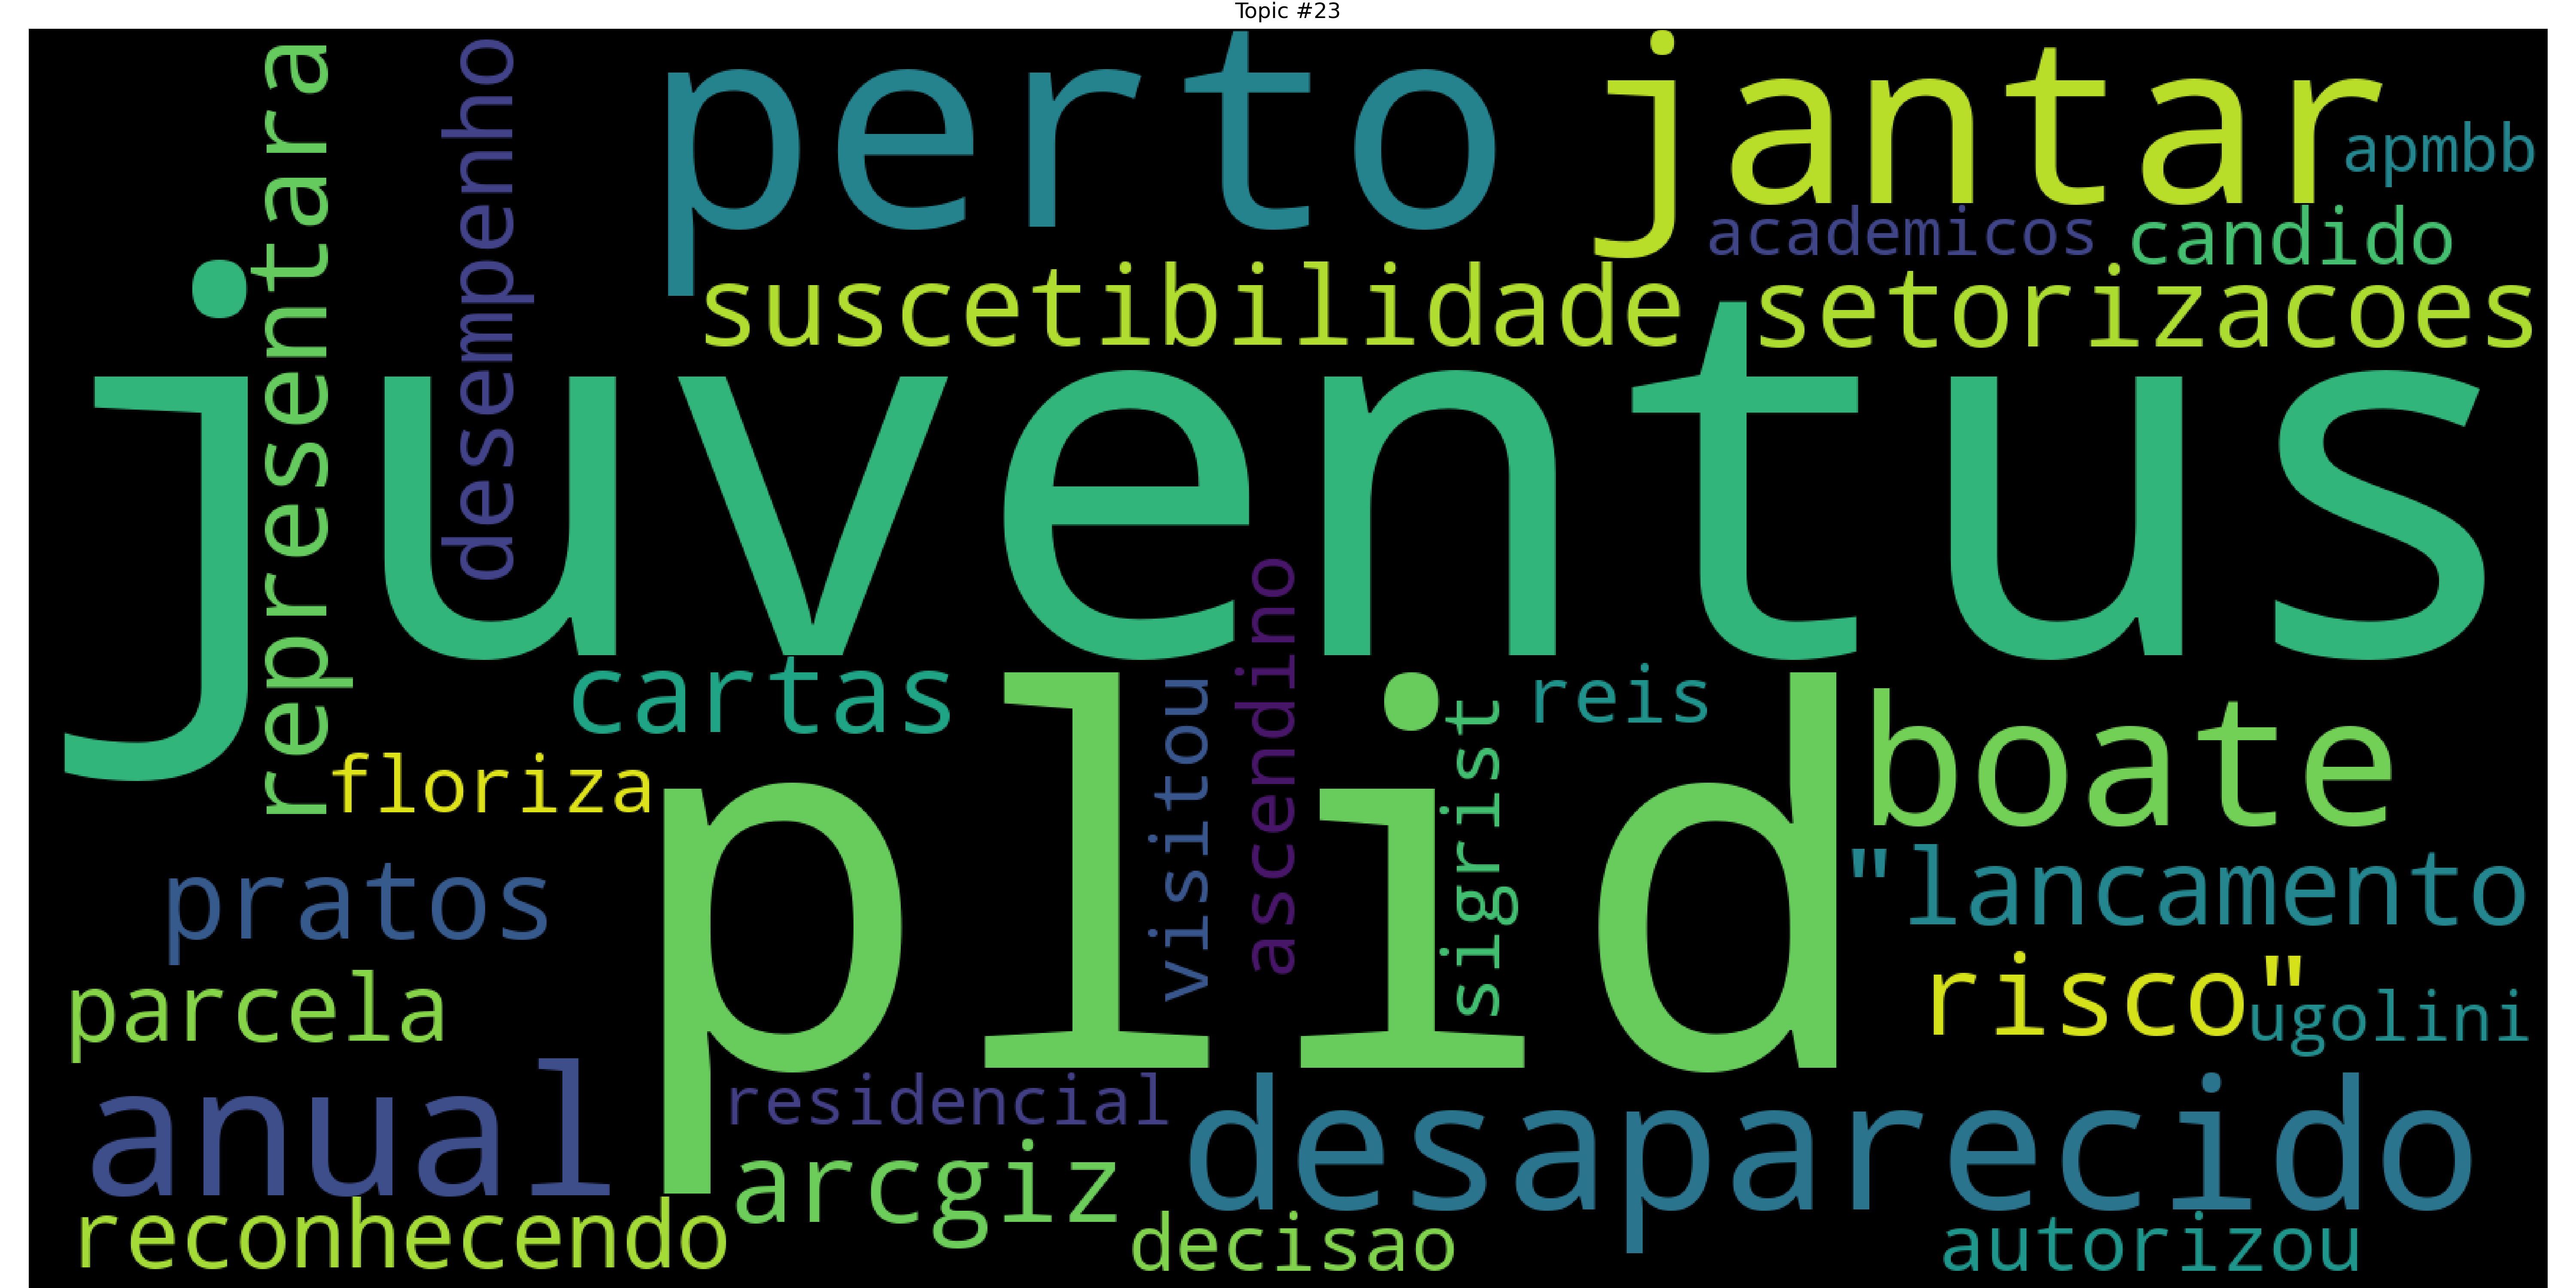 Topic #23
representara
desempenho
perto
jantar
apmbb
academicos
candido
suscetibilidade
setorizacoes
juventus
cartas
visitou
ascendino
sigrist
reis
floriza
plid
boate
pratos
"lancamento
parcela
risco"
ugolini
anual
residencial
desaparecido
arcgiz
reconhecendo
decisao
autorizou